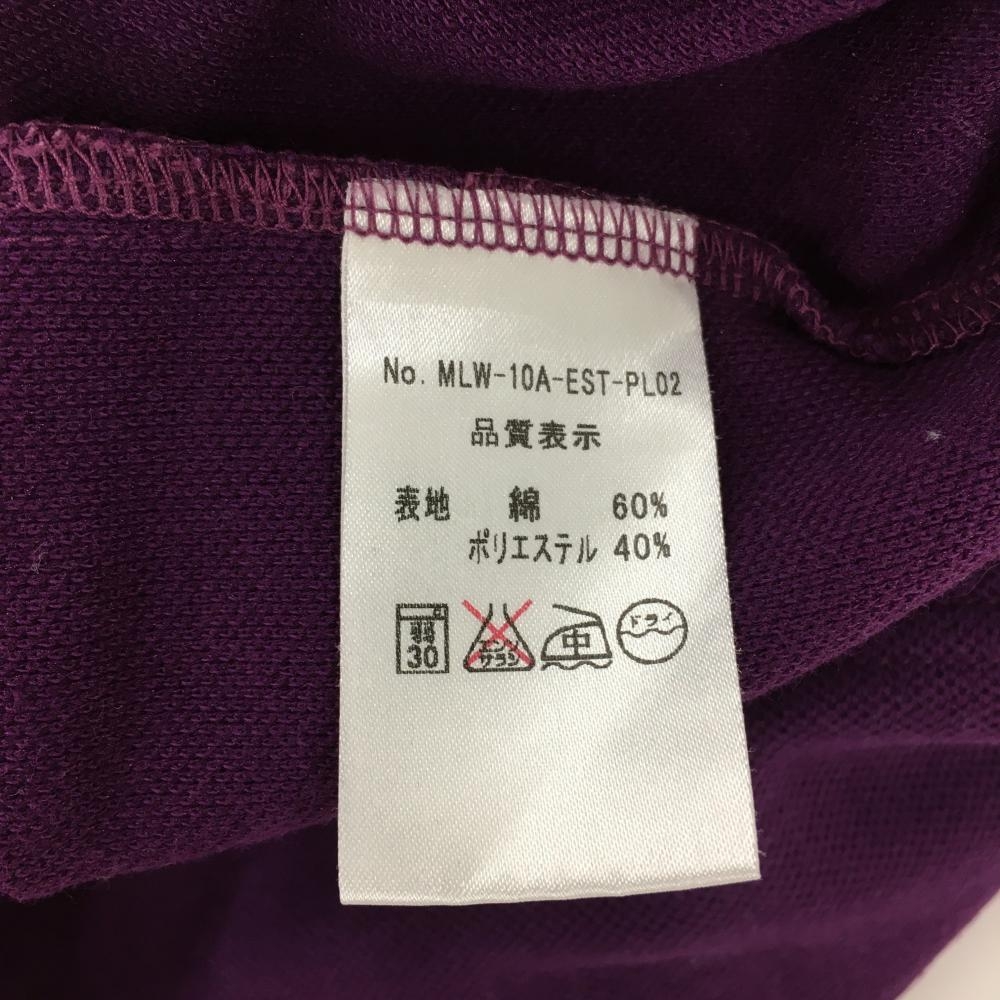 No. MLW-10A-EST-PL02
品質表示
表地 綿 60%
ポリエステル 40%
弱 30 エンソ サラシ 中 ドライ